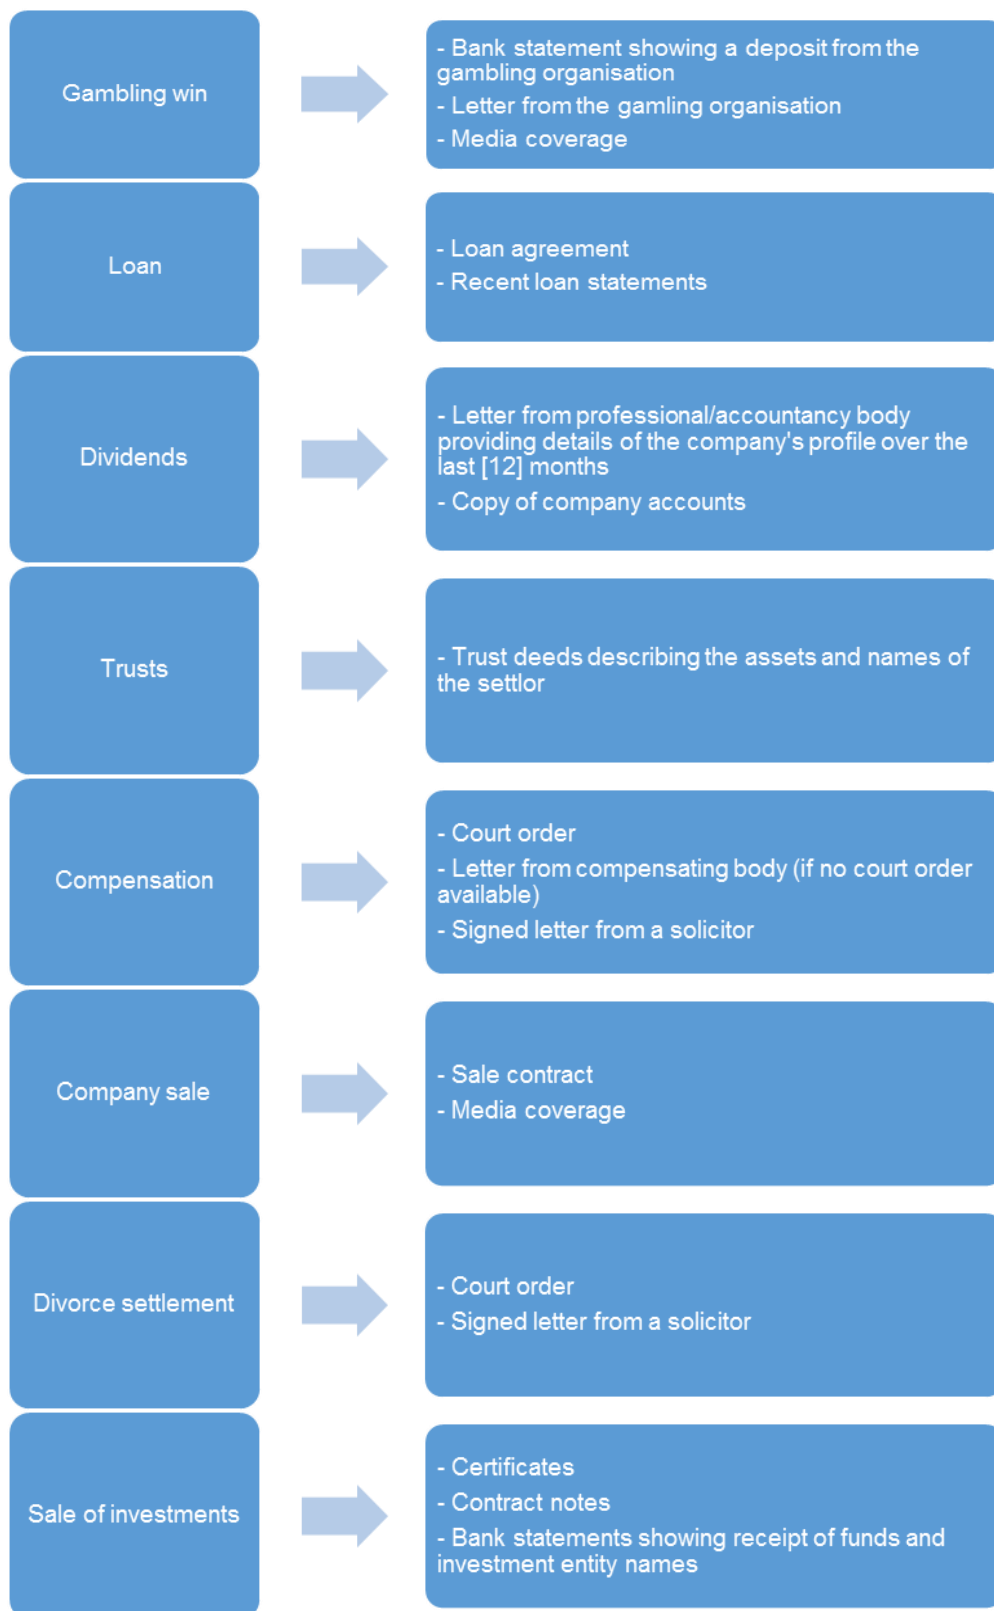 Gambling win
- Bank statement showing a deposit from the
gambling organisation
- Letter from the gamling organisation
- Media coverage
Loan
- Loan agreement
- Recent loan statements
Dividends
- Letter from professional/accountancy body
providing details of the company's profile over the
last [12] months
- Copy of company accounts
Trusts
- Trust deeds describing the assets and names of
the settlor
Compensation
- Court order
- Letter from compensating body (if no court order
available)
- Signed letter from a solicitor
Company sale
- Sale contract
- Media coverage
Divorce settlement
- Court order
- Signed letter from a solicitor
Sale of investments
- Certificates
- Contract notes
- Bank statements showing receipt of funds and
investment entity names